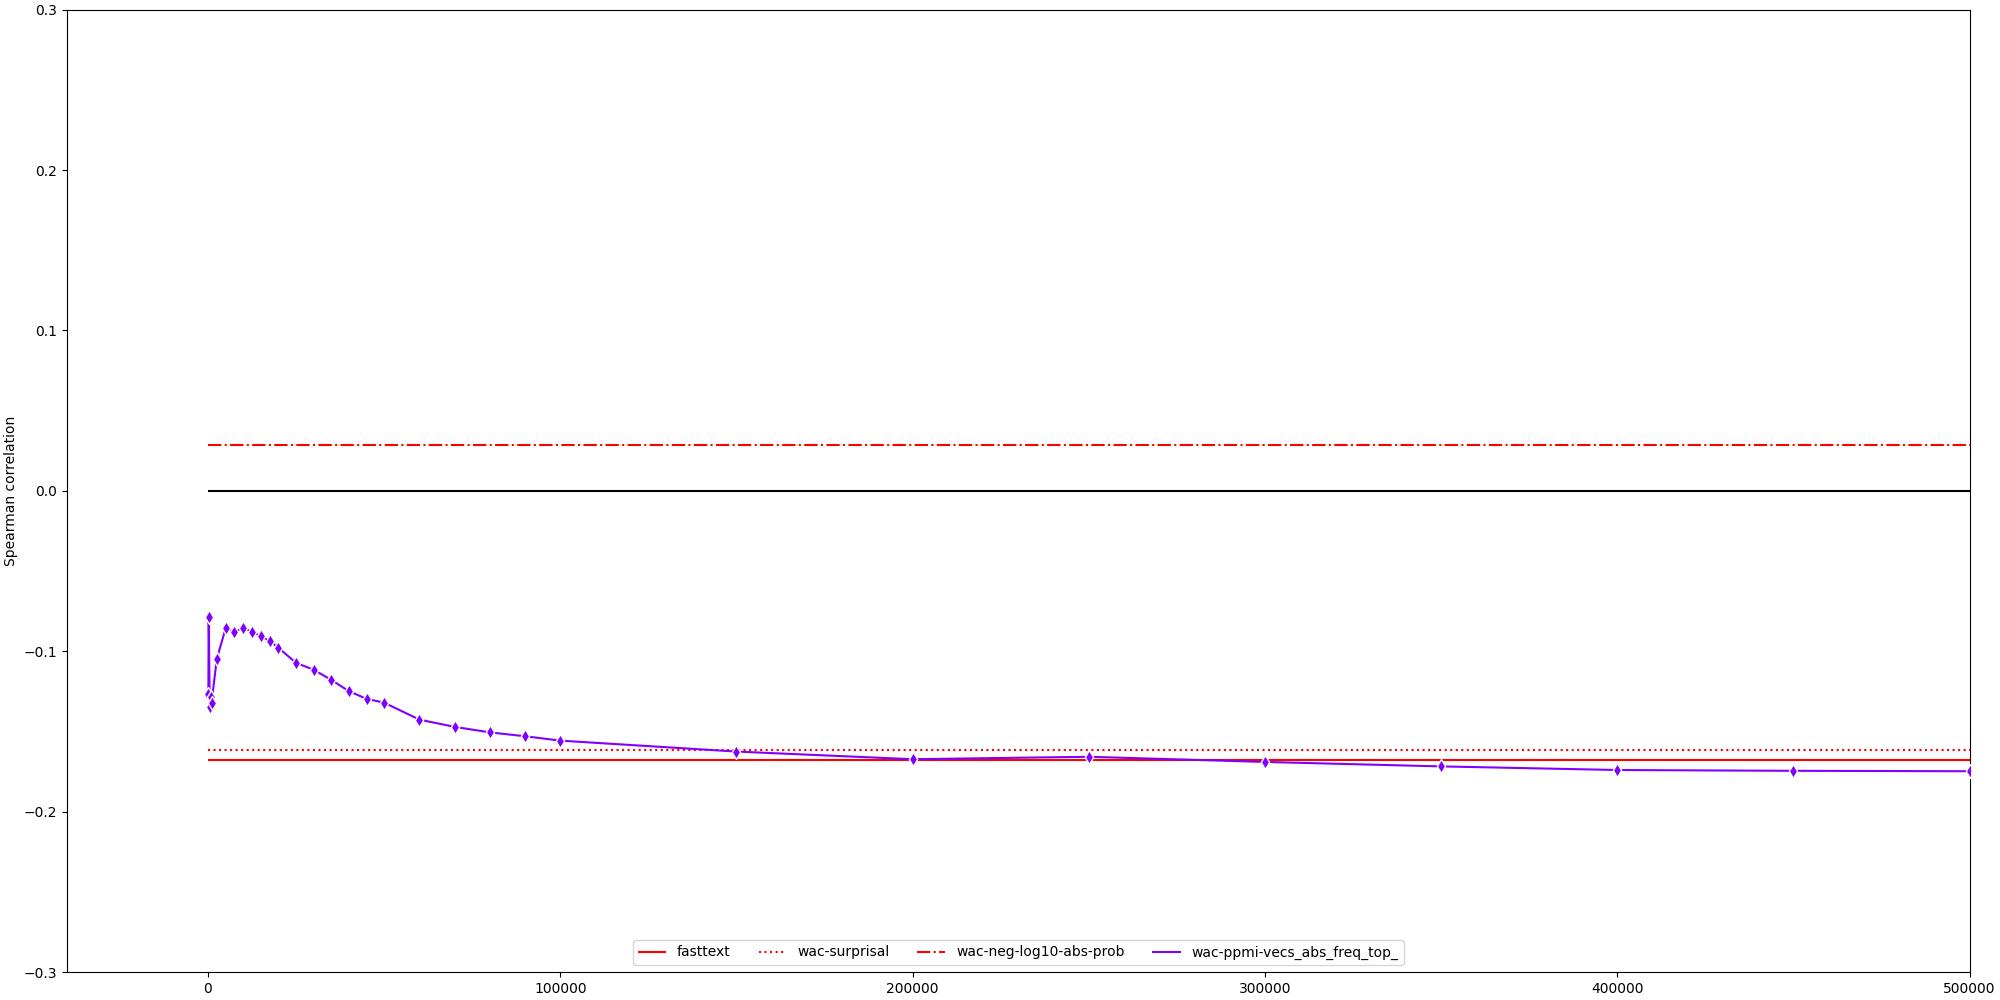 0.3
0.2
0.1
0.0
−0.1
−0.2
−0.3
Spearman correlation
fasttext wac-surprisal wac-neg-log10-abs-prob wac-ppmi-vecs_abs_freq_top_
0 100000 200000 300000 400000 500000